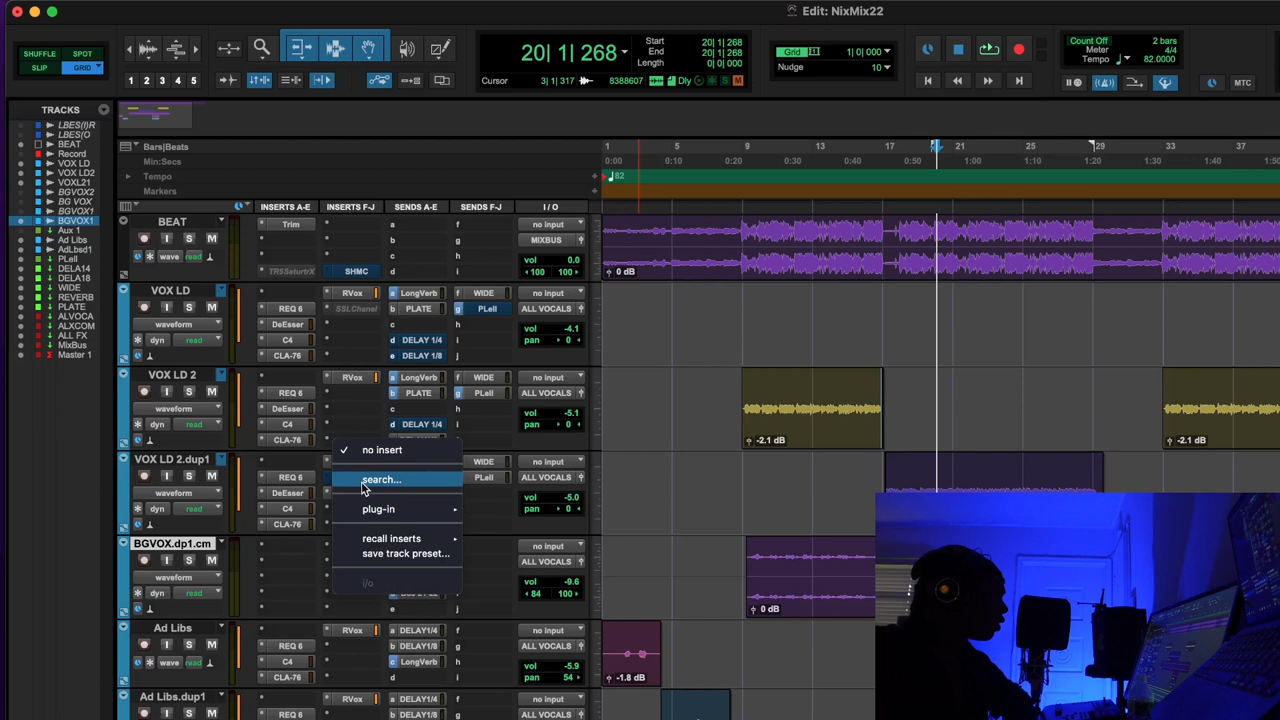 Edit: NixMix22
SHUFFLE SPOT
SLIP GRID
1 2 3 4 5
20| 1| 268
Start 20| 1| 268
End 20| 1| 268
Length 0| 0| 000
Cursor 3| 1| 317 8388607 Dly M
Grid 1| 0| 000
Nudge 10
Count Off 2 bars
Meter 4/4
Tempo 82.0000
MTC
TRACKS
LBES(I)R
LBES(O
BEAT
Record
VOX LD
VOX LD2
VOXL21
BGVOX2
BG VOX
BGVOX1
BGVOX1
Aux 1
Ad Libs
AdLbsd1
PLell
DELA14
DELA18
WIDE
REVERB
PLATE
ALVOCA
ALXCOM
ALL FX
MixBus
Master 1
Bars|Beats 1 5 9 13 17 21 25 29 33 37
Min:Secs 0:00 0:10 0:20 0:30 0:40 0:50 1:00 1:10 1:20 1:30 1:40 1:50
Tempo 82
Markers
INSERTS A-E INSERTS F-J SENDS A-E SENDS F-J I / O
BEAT Trim a f no input
I S M b g MIXBUS
c h vol 0.0
wave read d i 100 100
TR5SaturtrX SHMC
0 dB
VOX LD RVox a LongVerb f WIDE no input
I S M REQ 6 SSLChanel b PLATE g PLell ALL VOCALS
waveform DeEsser c h vol -4.1
dyn read C4 d DELAY 1/4 i pan 0
CLA-76 e DELAY 1/8 j
VOX LD 2 RVox a LongVerb f WIDE no input
I S M REQ 6 b PLATE g PLell ALL VOCALS
waveform DeEsser c h vol -5.1
dyn read C4 d DELAY 1/4 i pan 0
CLA-76 j
-2.1 dB -2.1 dB
no insert
search...
plug-in
recall inserts
save track preset...
i/o
VOX LD 2.dup1 WIDE no input
I S M REQ 6 PLell ALL VOCALS
waveform DeEsser h vol -5.0
dyn read C4 i pan 0
CLA-76 j
BGVOX.dp1.cm f no input
I S M g ALL VOCALS
waveform h vol -9.6
dyn read i 84 100
e j
0 dB
Ad Libs RVox a DELAY1/4 f no input
I S M REQ 6 b DELAY1/8 g ALL VOCALS
wave read C4 c LongVerb h vol -5.9
CLA-76 d i pan 54
-1.8 dB
Ad Libs.dup1 RVox a DELAY1/4 f no input
I S M REQ 6 b DELAY1/8 g ALL VOCALS